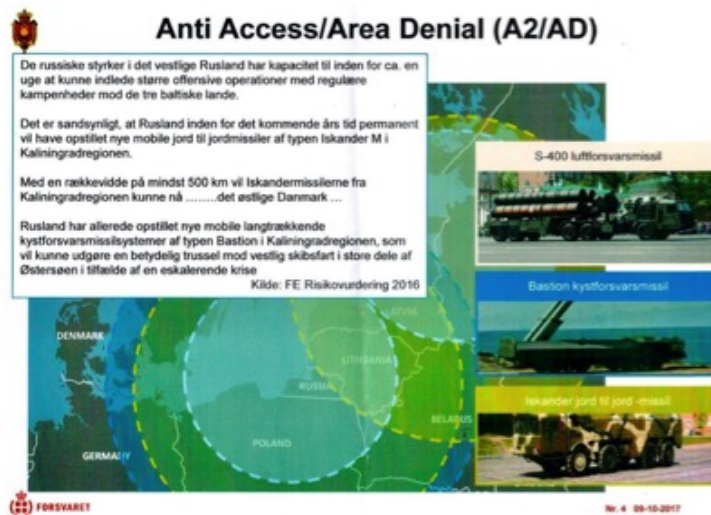 Anti Access/Area Denial (A2/AD)
De russiske styrker i det vestlige Rusland har kapacitet til inden for ca. en
uge at kunne indlede større offensive operationer med regulære
kampenheder mod de tre baltiske lande.
Det er sandsynligt, at Rusland inden for det kommende års tid permanent
vil have opstillet nye mobile jord til jordmissiler af typen Iskander M i
Kaliningradregionen.
Med en rækkevidde på mindst 500 km vil Iskandermissilerne fra
Kaliningradregionen kunne nå ........det østlige Danmark ...
Rusland har allerede opstillet nye mobile langtrækkende
kystforsvarsmissilsystemer af typen Bastion i Kaliningradregionen, som
vil kunne udgøre en betydelig trussel mod vestlig skibsfart i store dele af
Østersøen i tilfælde af en eskalerende krise
Kilde: FE Risikovurdering 2016
S-400 luftforsvarsmissil
Bastion kystforsvarsmissil
Iskander jord til jord -missil
LATVIA
DENMARK
LITHUANIA
RUSSIA
BELARUS
POLAND
GERMANY
FORSVARET
Nr. 4 09-10-2017